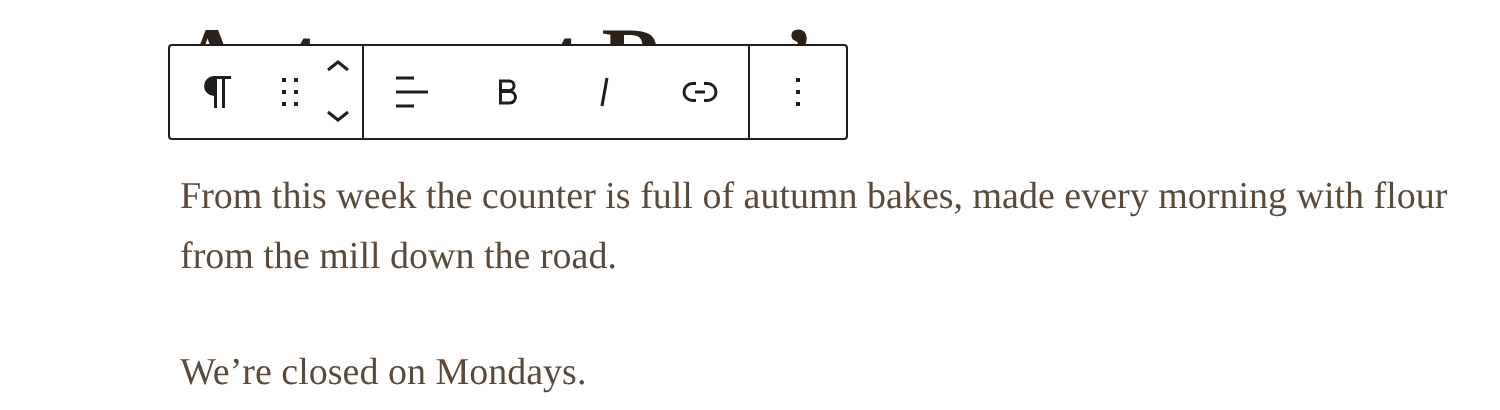 From this week the counter is full of autumn bakes, made every morning with flour
from the mill down the road.
We’re closed on Mondays.